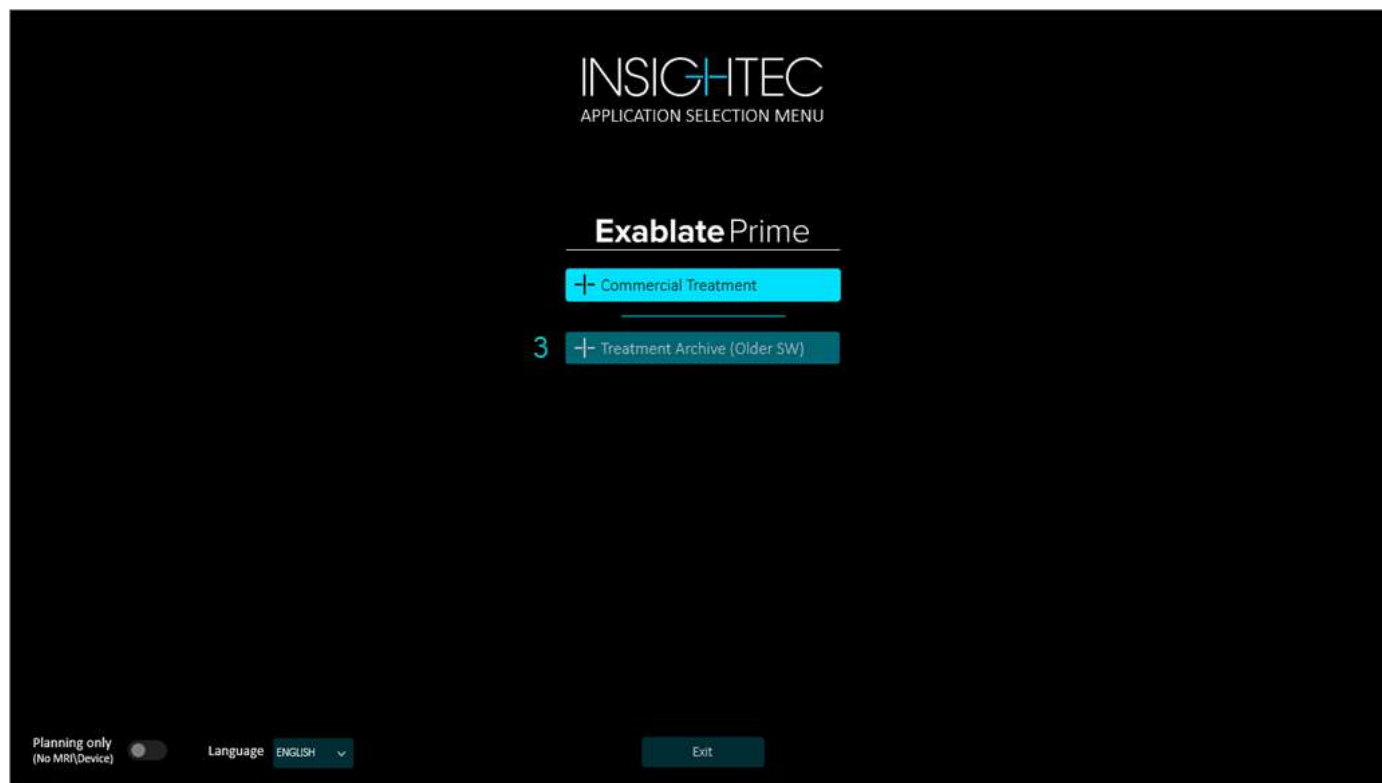 INSIGHTEC
APPLICATION SELECTION MENU
Exablate Prime
Commercial Treatment
3 Treatment Archive (Older SW)
Planning only
(No MRI\Device)
Language ENGLISH
Exit